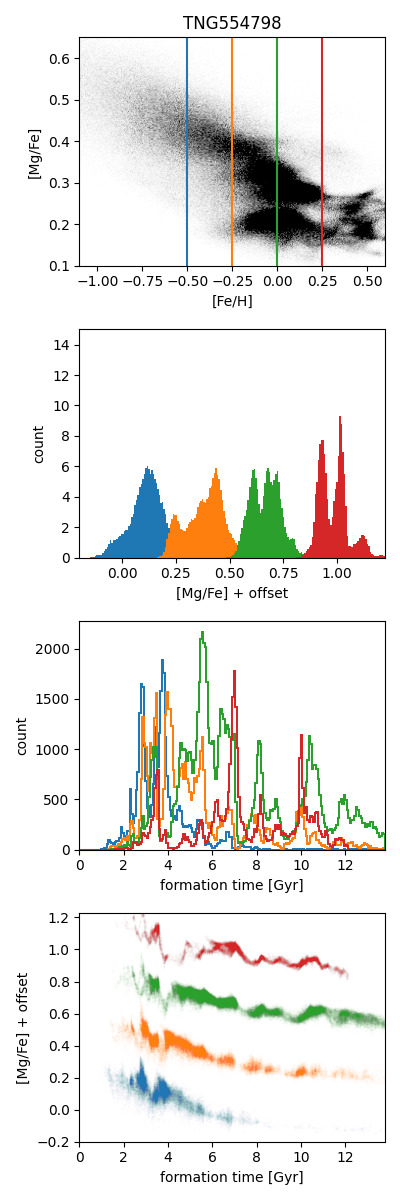 TNG554798
0.6
0.5
0.4
0.3
0.2
0.1
[Mg/Fe]
−1.00 −0.75 −0.50 −0.25 0.00 0.25 0.50
[Fe/H]
14
12
10
8
6
4
2
0
count
0.00 0.25 0.50 0.75 1.00
[Mg/Fe] + offset
2000
1500
1000
500
0
count
0 2 4 6 8 10 12
formation time [Gyr]
1.2
1.0
0.8
0.6
0.4
0.2
0.0
−0.2
[Mg/Fe] + offset
0 2 4 6 8 10 12
formation time [Gyr]